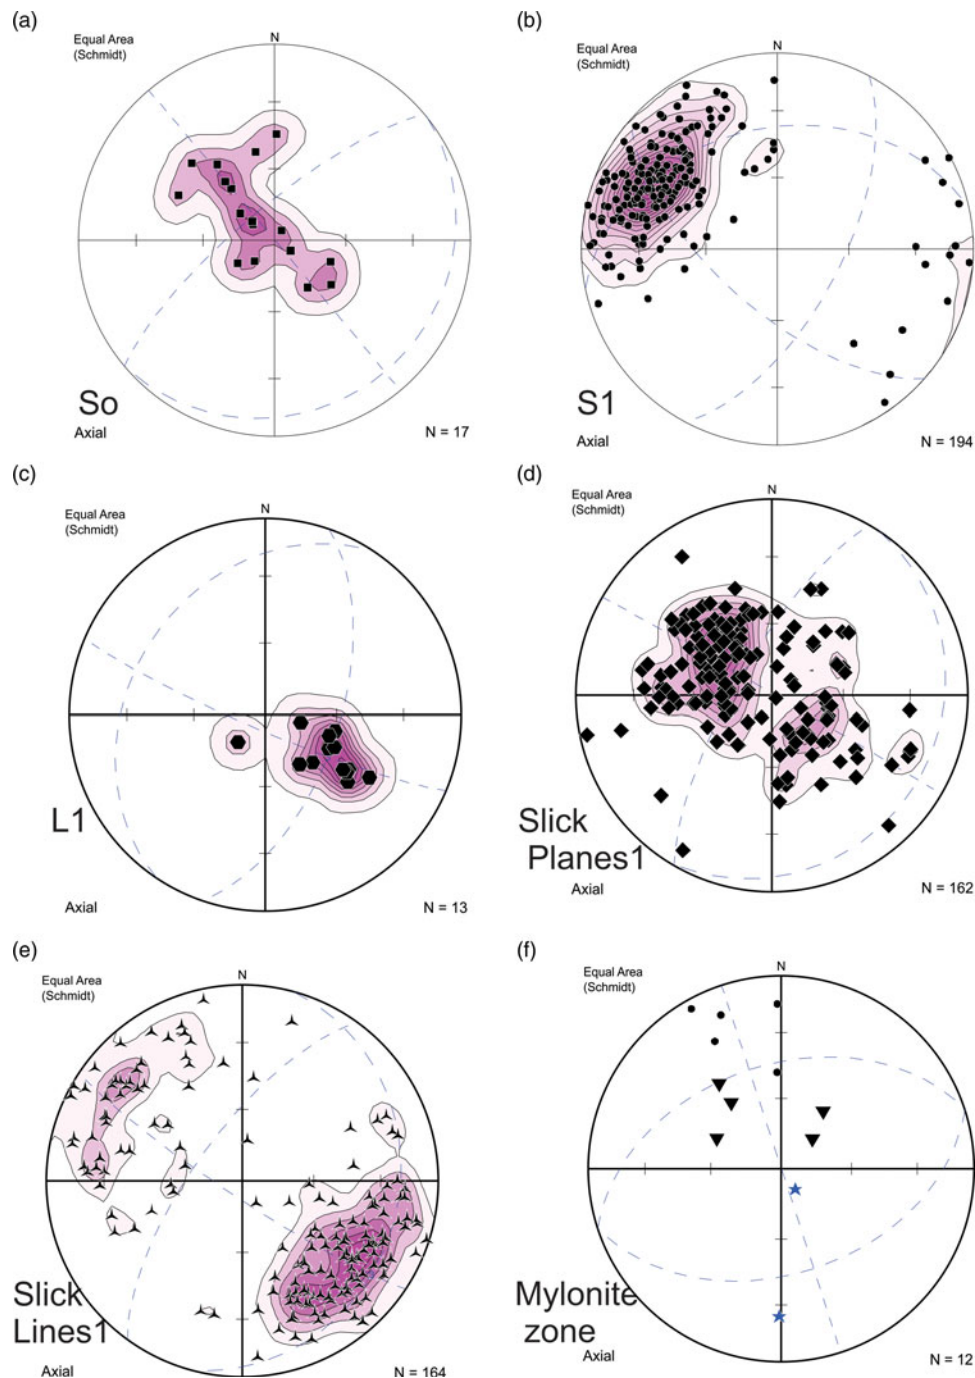 (a)
Equal Area
(Schmidt)
N
So
Axial
N = 17
(b)
Equal Area
(Schmidt)
N
S1
Axial
N = 194
(c)
Equal Area
(Schmidt)
N
L1
Axial
N = 13
(d)
Equal Area
(Schmidt)
N
Slick
Planes1
Axial
N = 162
(e)
Equal Area
(Schmidt)
N
Slick
Lines1
Axial
N = 164
(f)
Equal Area
(Schmidt)
N
Mylonite
zone
Axial
N = 12